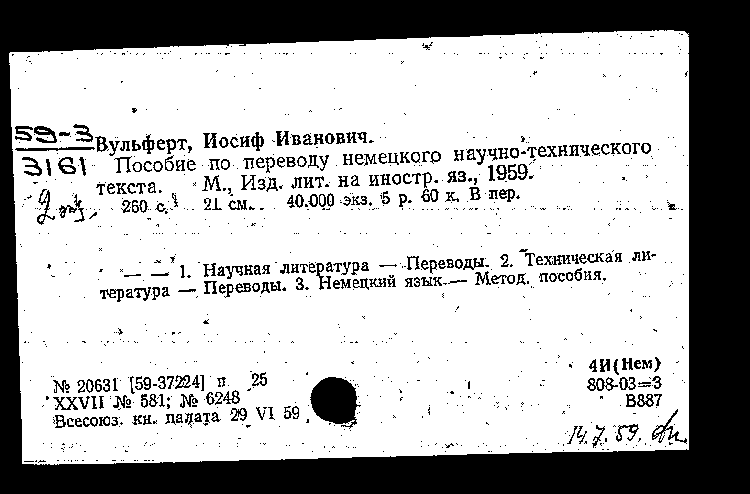 59-3
3161
2 экз.
Вульферт, Иосиф Иванович.
Пособие по переводу немецкого научно-технического
текста. М., Изд. лит. на иностр. яз., 1959.
260 с. 21 см. 40.000 экз. 5 р. 60 к. В пер.
— — 1. Научная литература — Переводы. 2. Техническая ли-
тература — Переводы. 3. Немецкий язык — Метод. пособия.
№ 20631 [59-37224] п 25
XXVII № 581; № 6248
Всесоюз. кн. палата 29 VI 59
4И(Нем)
808-03=3
В887
14.7.59.